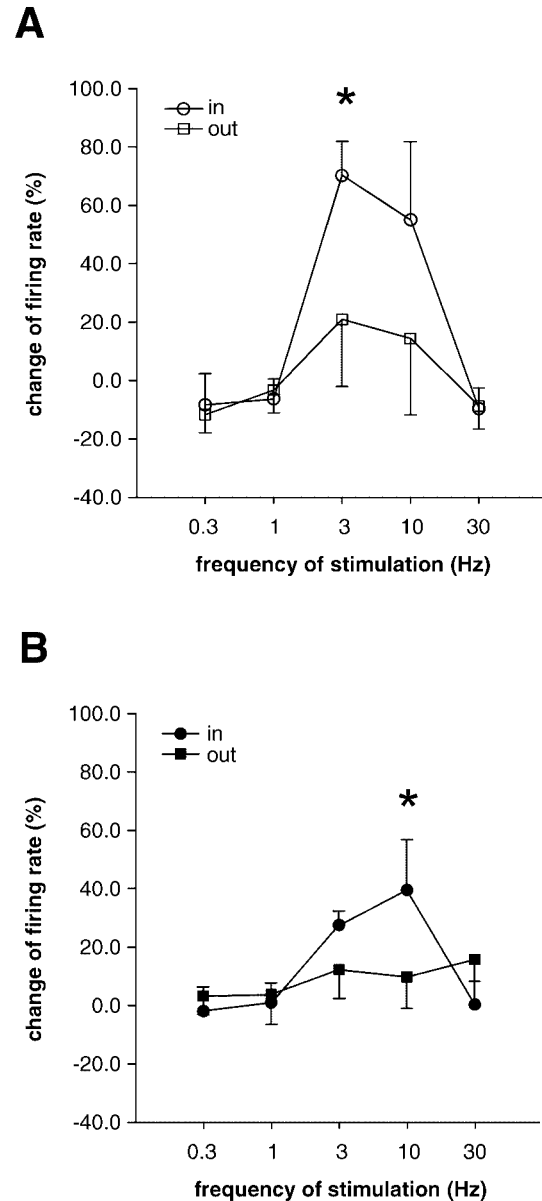 A
change of firing rate (%)
100.0
80.0
60.0
40.0
20.0
0.0
-20.0
-40.0
in
out
*
0.3 1 3 10 30
frequency of stimulation (Hz)
B
change of firing rate (%)
100.0
80.0
60.0
40.0
20.0
0.0
-20.0
-40.0
in
out
*
0.3 1 3 10 30
frequency of stimulation (Hz)